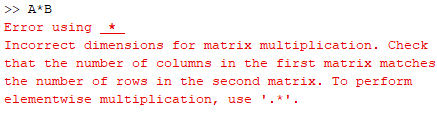 >> A*B
Error using  * 
Incorrect dimensions for matrix multiplication. Check
that the number of columns in the first matrix matches
the number of rows in the second matrix. To perform
elementwise multiplication, use '.*'.